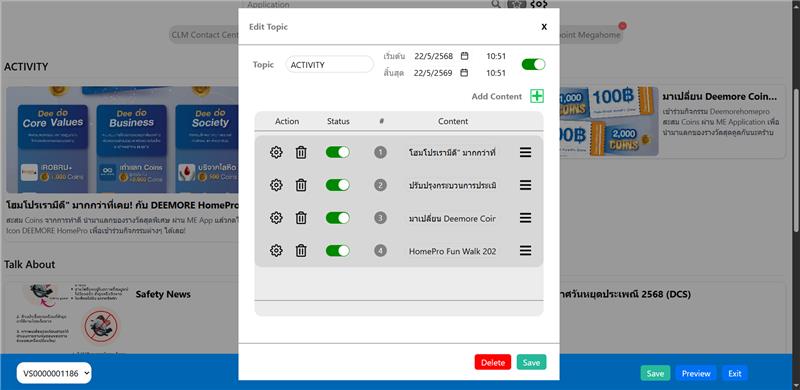 Application
Edit Topic
X
CLM Contact Cent
point Megahome
Topic
ACTIVITY
เริ่มต้น 22/5/2568 10:51
สิ้นสุด 22/5/2569 10:51
Add Content
Action Status # Content
1 โฮมโปรเรามีดี" มากกว่าที่
2 ปรับปรุงกระบวนการประเมิ
3 มาเปลี่ยน Deemore Coir
4 HomePro Fun Walk 202
Delete Save
ACTIVITY
Dee ต่อ Core Values
Dee ต่อ Business
Dee ต่อ Society
iROBRU+
เก่าแลก Coins
บริจาคโลหิต
โฮมโปรเรามีดี" มากกว่าที่เคย! กับ DEEMORE HomePro
สะสม Coins จากการทำดี นำมาแลกของรางวัลสุดพิเศษ ผ่าน ME App แล้วกดไ
Icon DEEMORE HomePro เพื่อเข้าร่วมกิจกรรมต่างๆ ได้เลย!
1,000 COINS
100฿
100฿
2,000 COINS
มาเปลี่ยน Deemore Coin...
เข้าร่วมกิจกรรม Deemorehomepro
สะสม Coins ผ่าน ME Application เพื่อ
นำมาแลกของรางวัลสุดคูลกันนะคร้าบ
Talk About
Safety News
าศวันหยุดประเพณี 2568 (DCS)
VS0000001186
Save Preview Exit